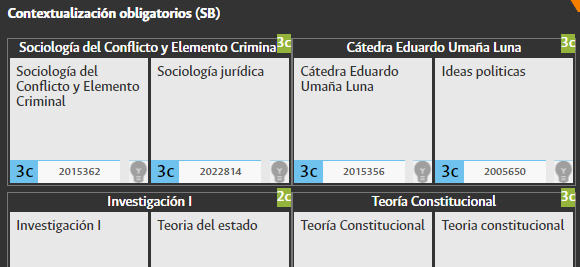 Contextualización obligatorios (SB)
Sociología del Conflicto y Elemento Crimina 3c
Cátedra Eduardo Umaña Luna 3c
Sociología del Conflicto y Elemento Criminal
Sociología jurídica
Cátedra Eduardo Umaña Luna
Ideas politicas
3c 2015362
3c 2022814
3c 2015356
3c 2005650
Investigación I 2c
Teoría Constitucional 3c
Investigación I
Teoria del estado
Teoría Constitucional
Teoria constitucional